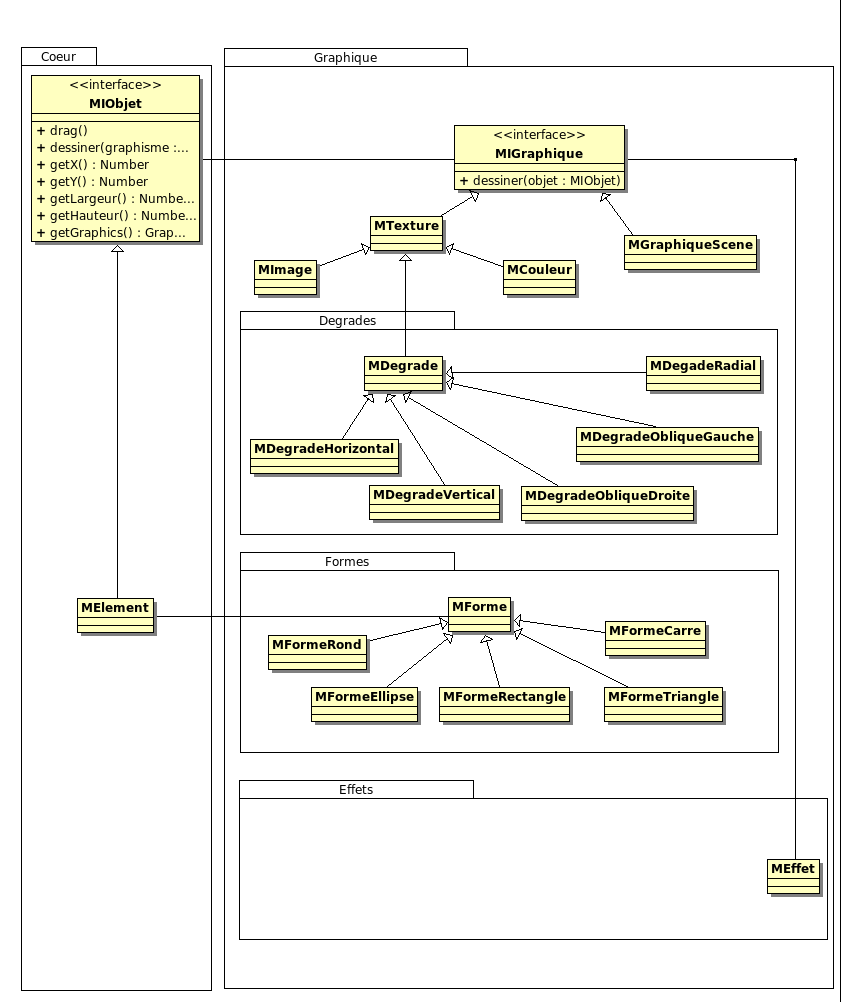 Coeur
<<interface>>
MIObjet
+ drag()
+ dessiner(graphisme :...
+ getX() : Number
+ getY() : Number
+ getLargeur() : Numbe...
+ getHauteur() : Numbe...
+ getGraphics() : Grap...
MElement
Graphique
<<interface>>
MIGraphique
+ dessiner(objet : MIObjet)
MTexture
MGraphiqueScene
MImage
MCouleur
Degrades
MDegrade
MDegadeRadial
MDegradeObliqueGauche
MDegradeHorizontal
MDegradeVertical
MDegradeObliqueDroite
Formes
MForme
MFormeCarre
MFormeRond
MFormeEllipse
MFormeRectangle
MFormeTriangle
Effets
MEffet